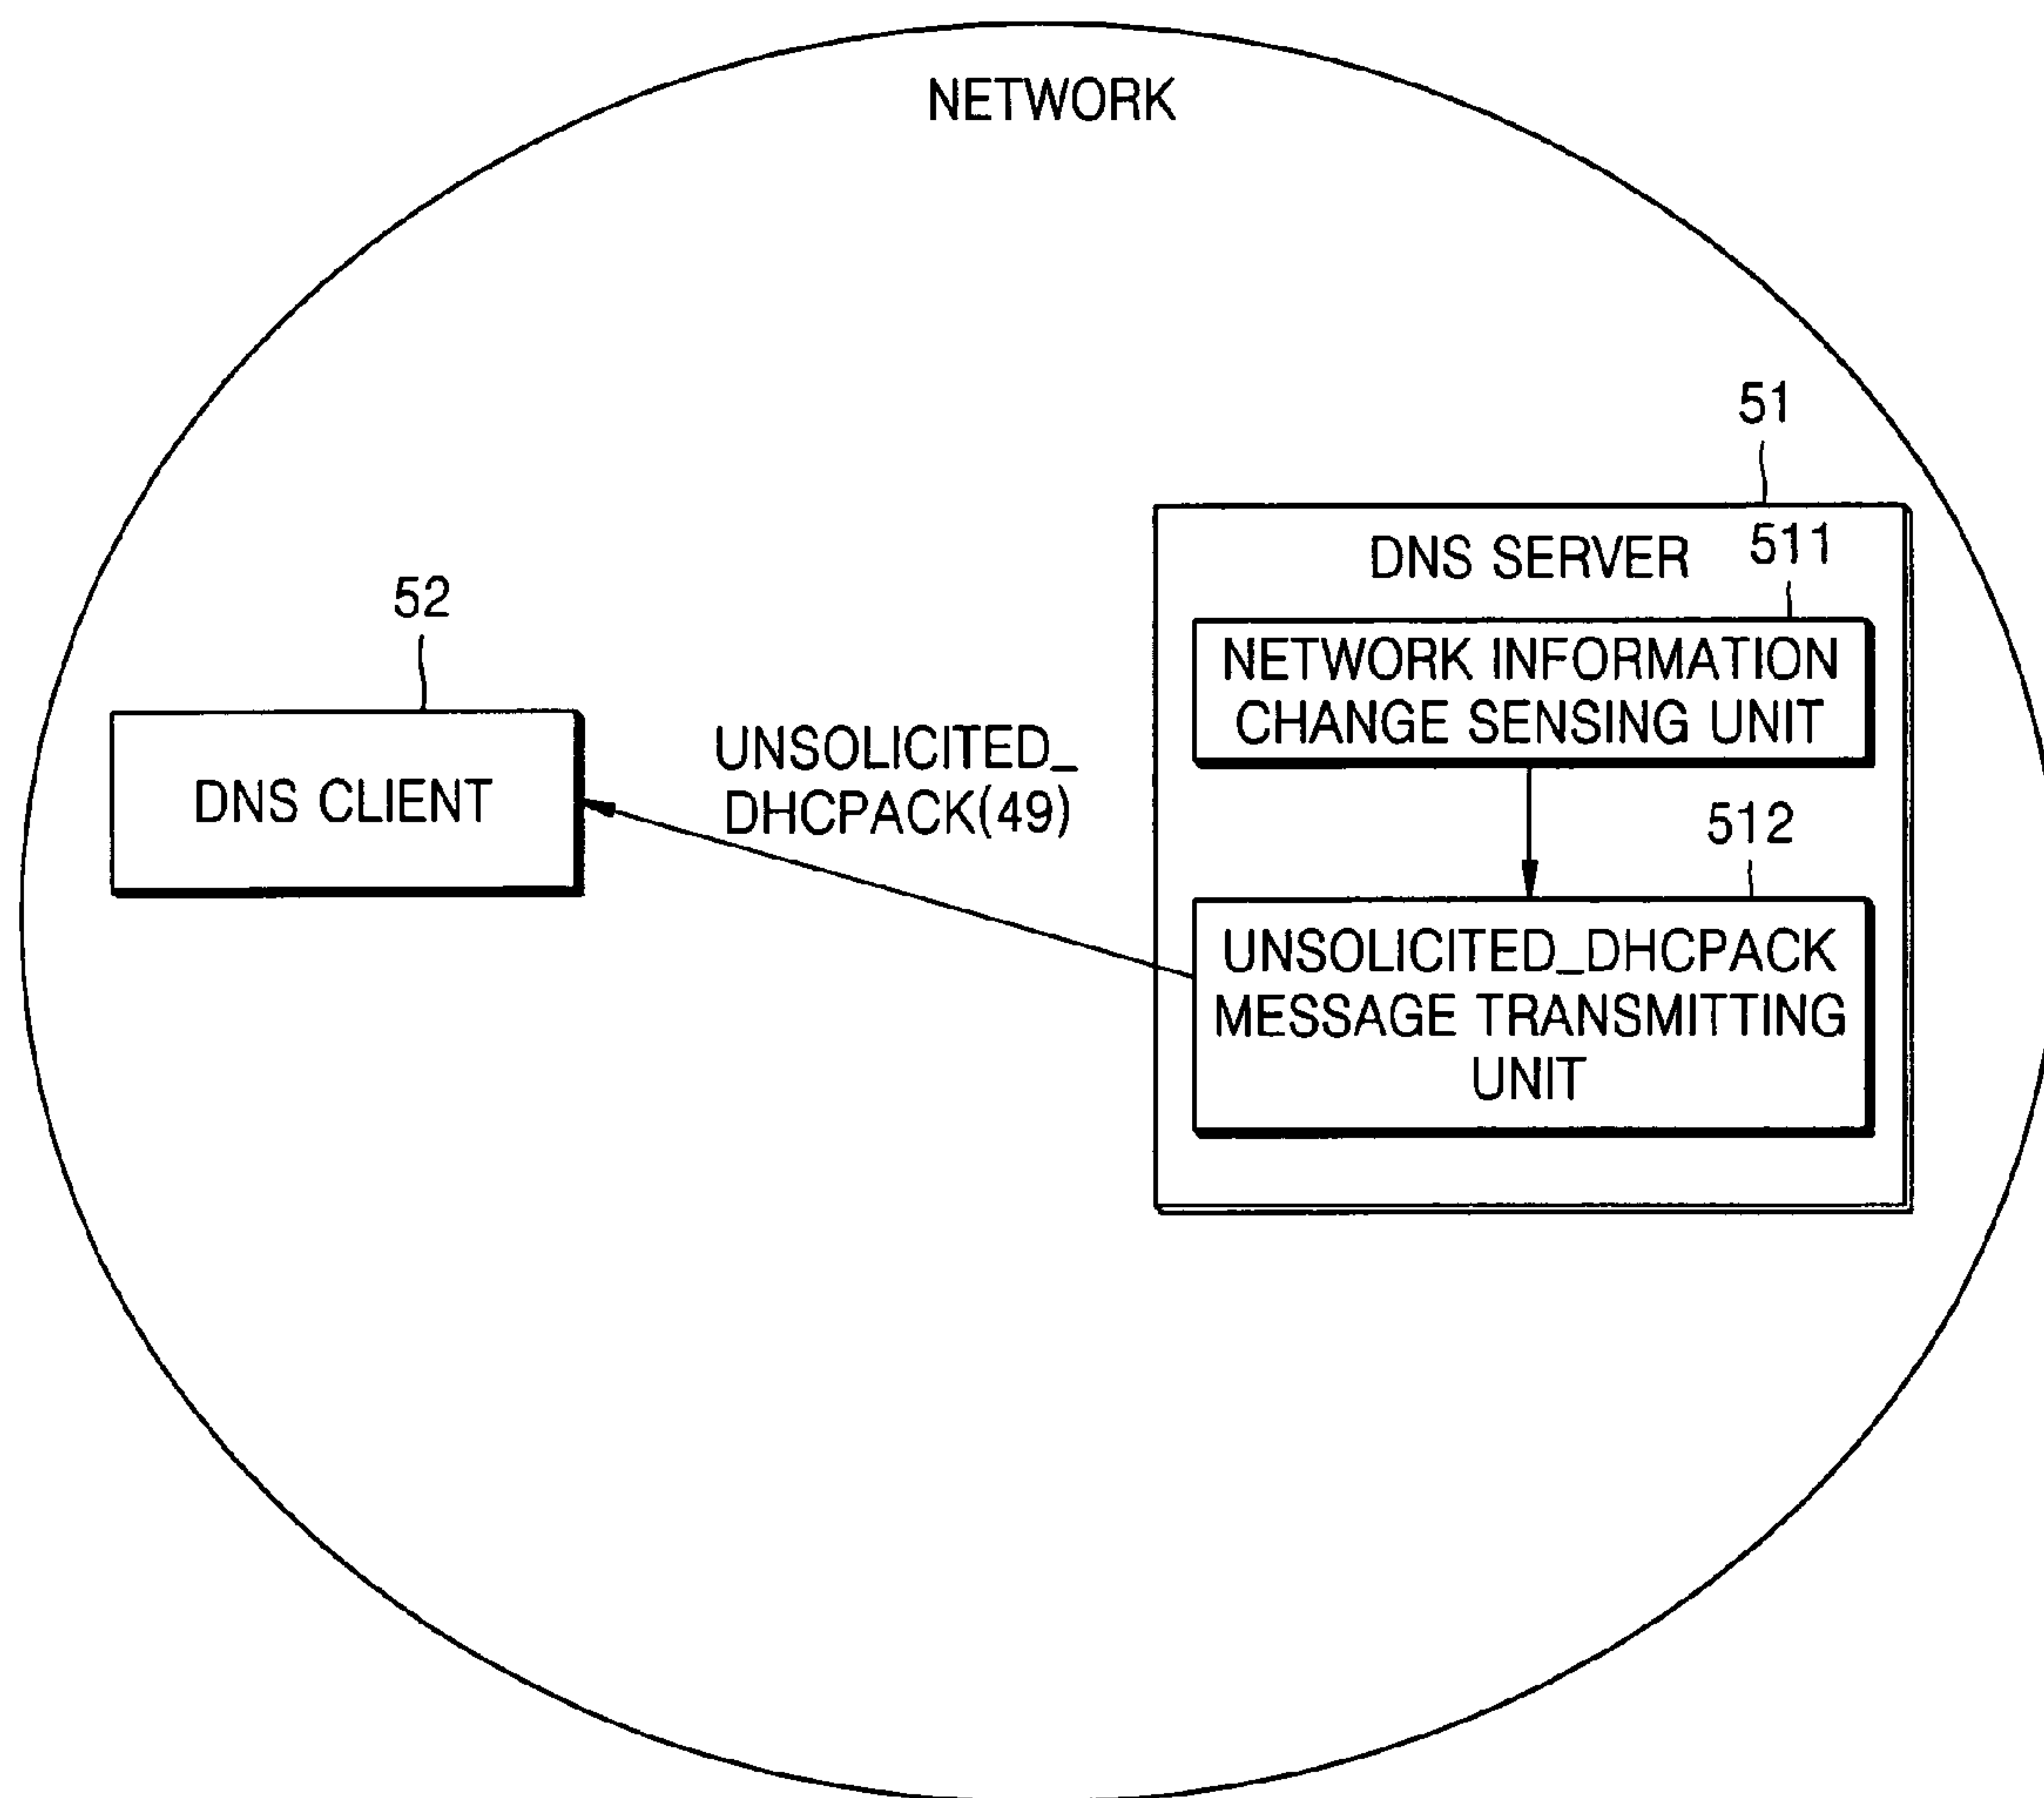 NETWORK
51
DNS SERVER
511
NETWORK INFORMATION
CHANGE SENSING UNIT
52
DNS CLIENT
UNSOLICITED_
DHCPACK(49)
512
UNSOLICITED_DHCPACK
MESSAGE TRANSMITTING
UNIT